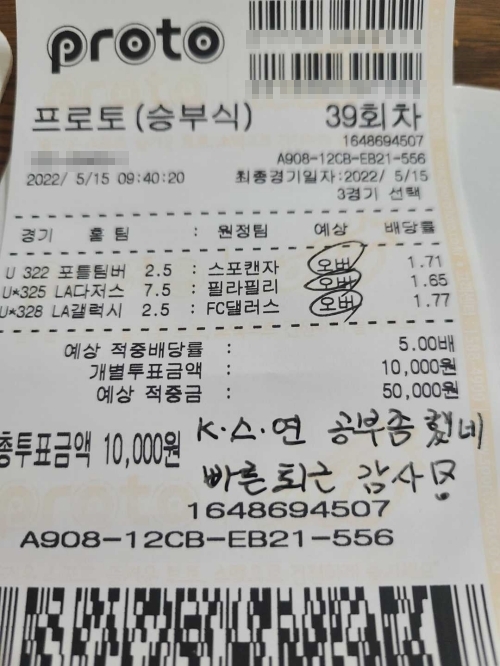 proto
프로토(승부식) 39회차
1648694507
A908-12CB-EB21-556
2022/ 5/15 09:40:20 최종경기일자:2022/ 5/15
3경기 선택
경기 홈팀 : 원정팀 예상 배당률
U 322 포틀팀버 2.5 : 스포캔자 오버 1.71
U*325 LA다저스 7.5 : 필라필리 오버 1.65
U*328 LA갤럭시 2.5 : FC댈러스 오버 1.77
예상 적중배당률 : 5.00배
개별투표금액 : 10,000원
예상 적중금 : 50,000원
총투표금액 10,000원
K·스·연 공부좀 했네
빠른퇴근 감사
1648694507
A908-12CB-EB21-556